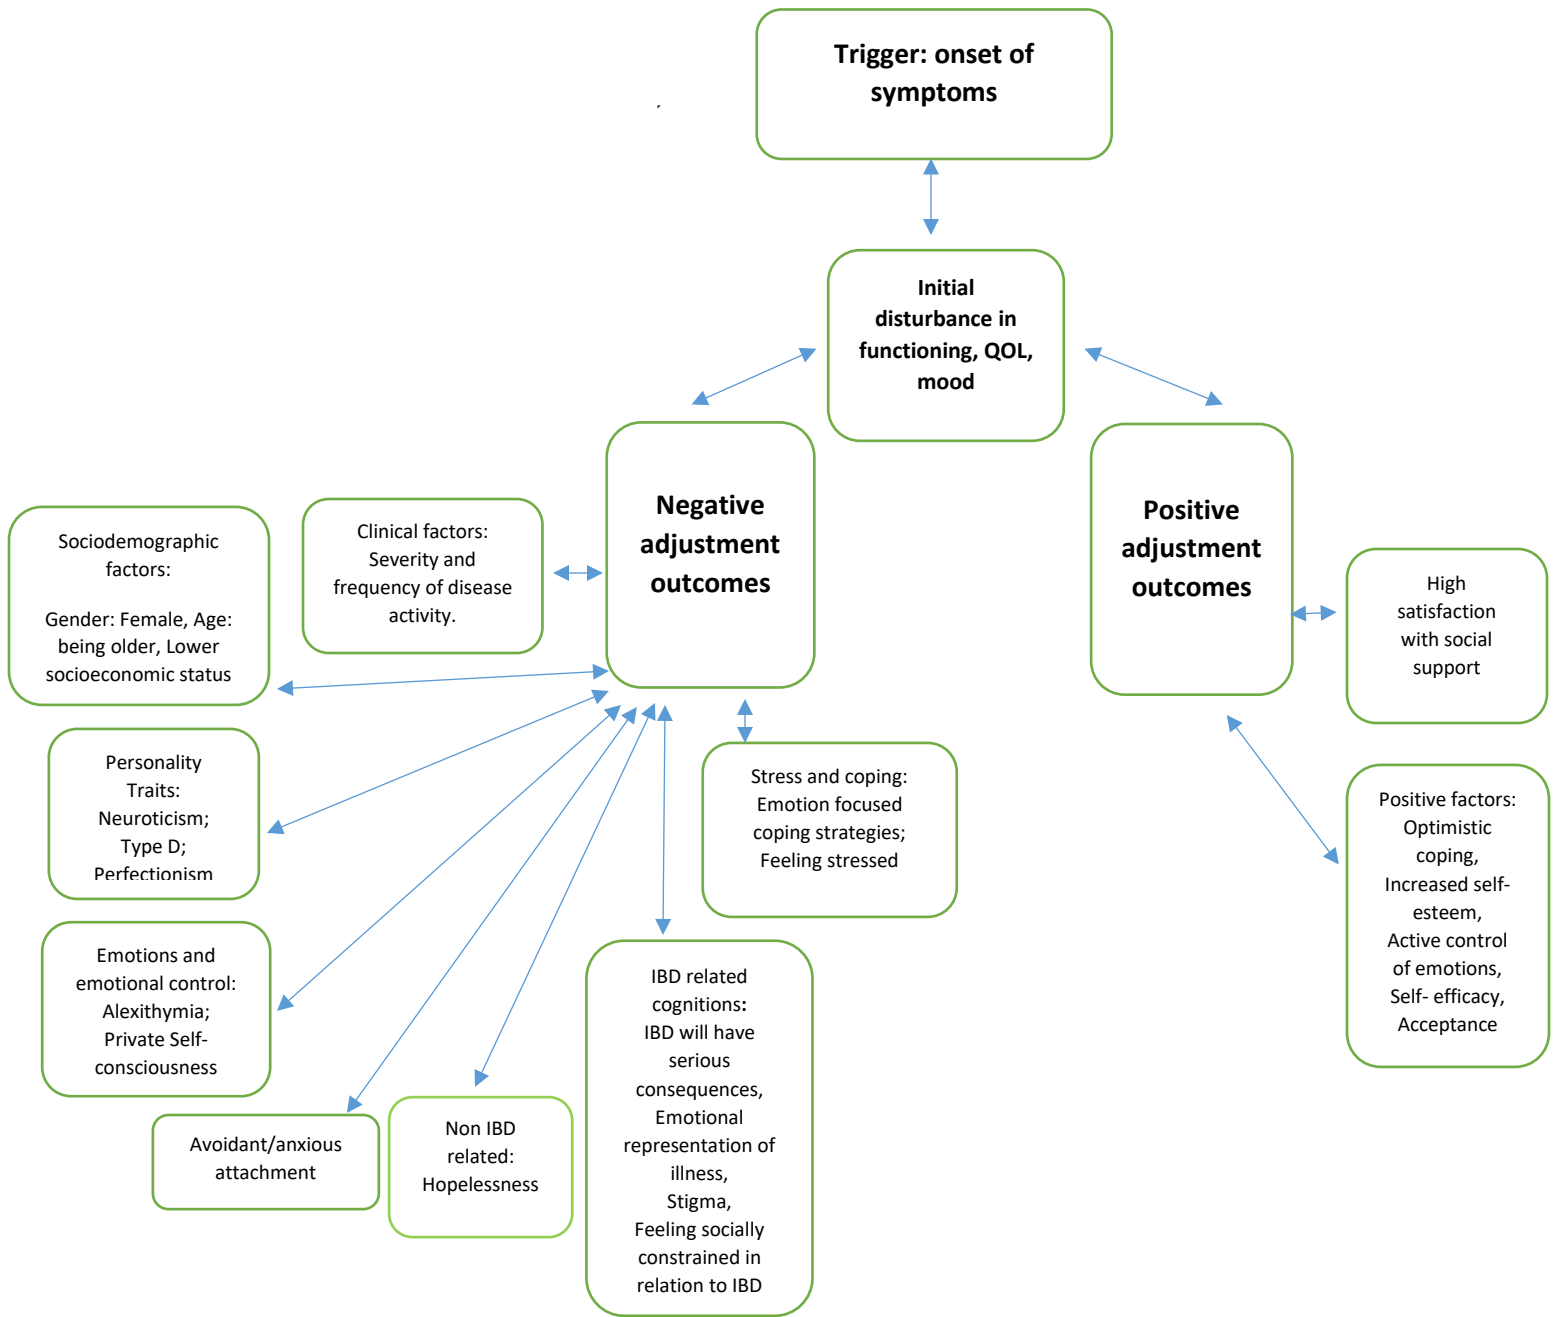 Trigger: onset of
symptoms
Initial
disturbance in
functioning, QOL,
mood
Negative
adjustment
outcomes
Positive
adjustment
outcomes
Clinical factors:
Severity and
frequency of disease
activity.
Sociodemographic
factors:
Gender: Female, Age:
being older, Lower
socioeconomic status
High
satisfaction
with social
support
Personality
Traits:
Neuroticism;
Type D;
Perfectionism
Stress and coping:
Emotion focused
coping strategies;
Feeling stressed
Positive factors:
Optimistic
coping,
Increased self-
esteem,
Active control
of emotions,
Self- efficacy,
Acceptance
Emotions and
emotional control:
Alexithymia;
Private Self-
consciousness
IBD related
cognitions:
IBD will have
serious
consequences,
Emotional
representation of
illness,
Stigma,
Feeling socially
constrained in
relation to IBD
Avoidant/anxious
attachment
Non IBD
related:
Hopelessness